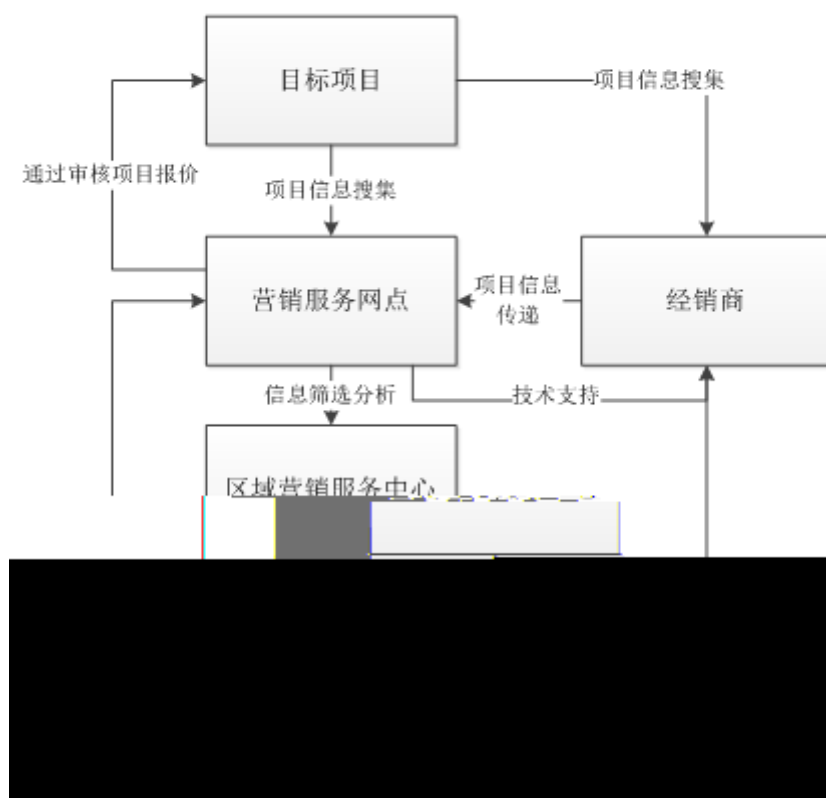 目标项目
项目信息搜集
通过审核项目报价
项目信息搜集
营销服务网点
项目信息
传递
经销商
信息筛选分析
技术支持
区域营销服务中心